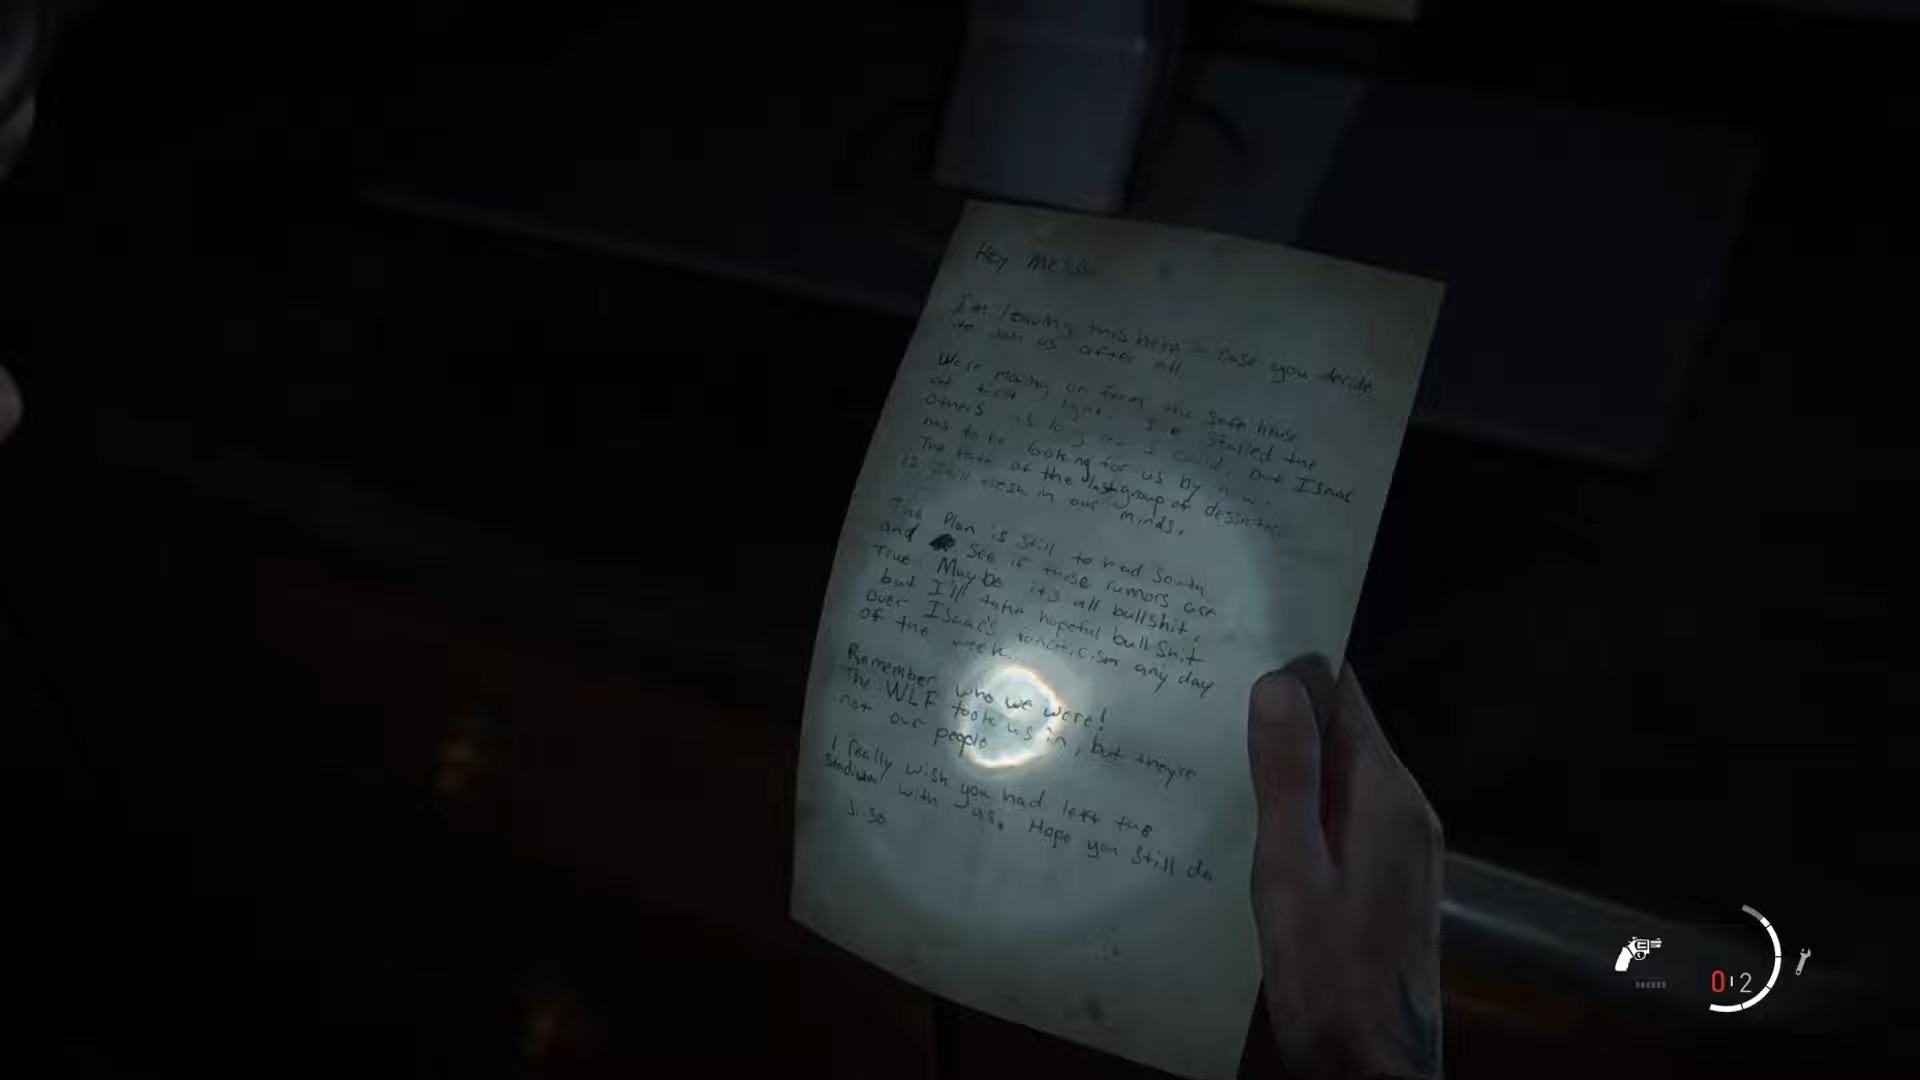 Hey
I'm leaving this here case you decide
to join us after all
We're moving on from the safe house
at first light. I've stalled the
others as long as I could, but Isaac
has to be looking for us by now.
The fate of the last group of
is still fresh in our minds.
The Plan is still to head South
and see if these rumors are
True. Maybe it's all bullshit,
but I'll take hopeful bullshit
over Isaac's fanaticism any day
of the week.
Remember who we were!
The WLF took us in, but they're
not our people
I really wish you had left the
stadium with us. Hope you still do
0 2